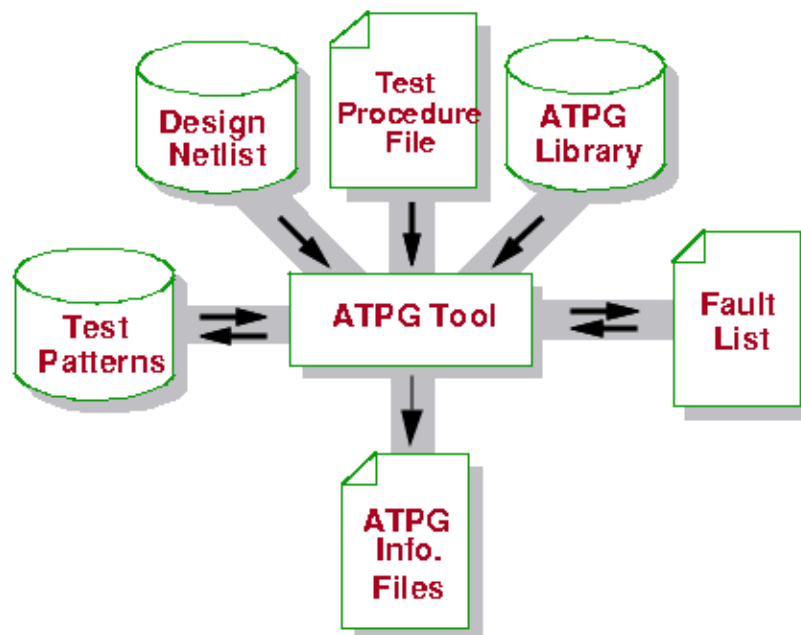 Design
Netlist
Test
Procedure
File
ATPG
Library
Test
Patterns
ATPG Tool
Fault
List
ATPG
Info.
Files